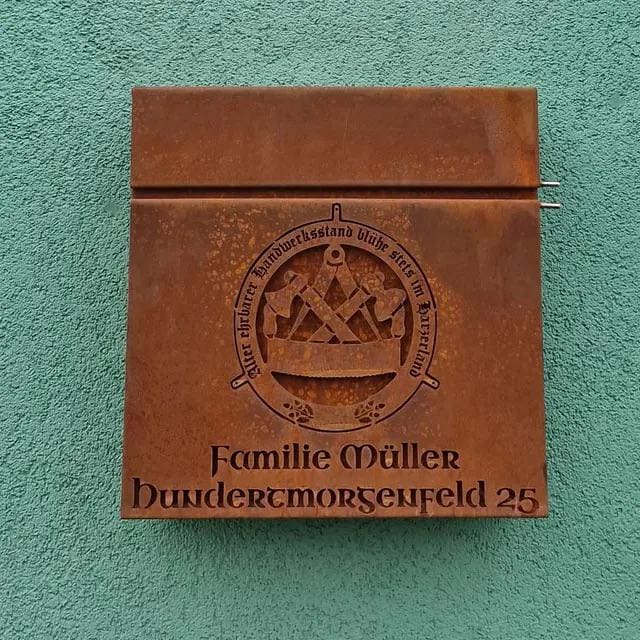 Alter ehrbarer Handwerksstand blühe stets im Harzerland
Familie Müller
Hundertmorgenfeld 25